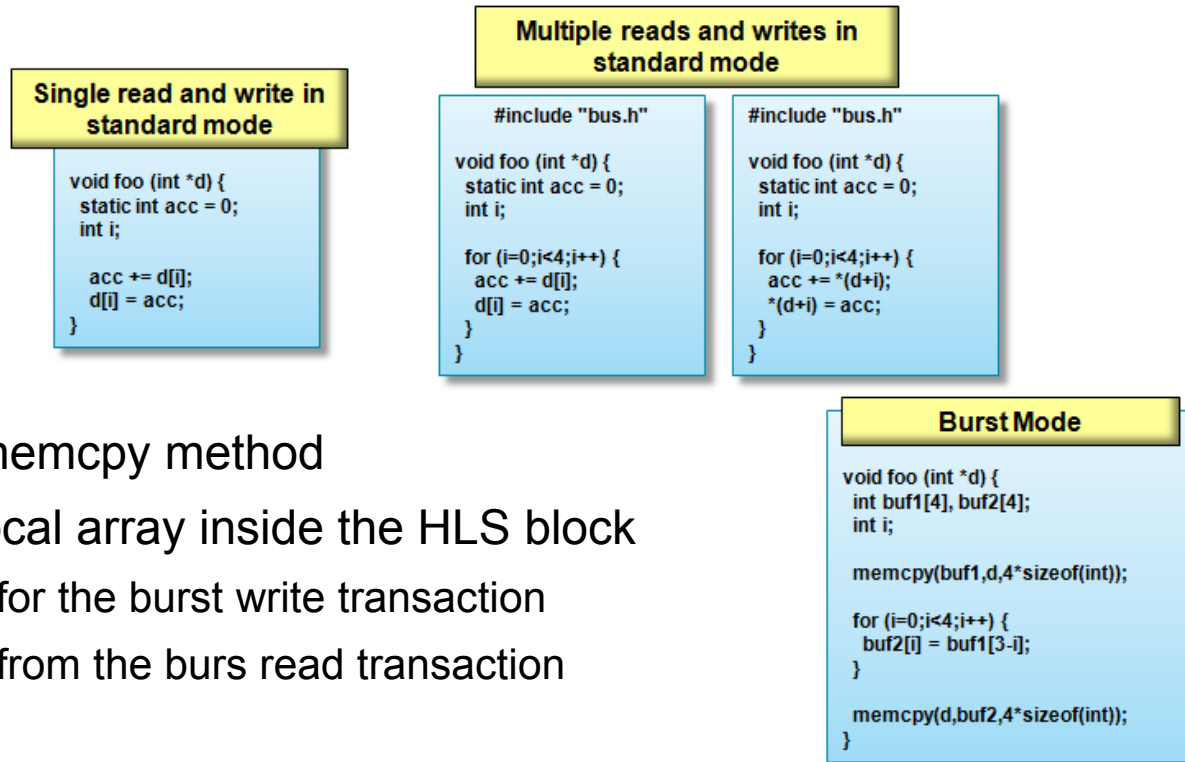 Single read and write in
standard mode
void foo (int *d) {
static int acc = 0;
int i;
acc += d[i];
d[i] = acc;
}
Multiple reads and writes in
standard mode
#include "bus.h"
void foo (int *d) {
static int acc = 0;
int i;
for (i=0;i<4;i++) {
acc += d[i];
d[i] = acc;
}
}
#include "bus.h"
void foo (int *d) {
static int acc = 0;
int i;
for (i=0;i<4;i++) {
acc += *(d+i);
*(d+i) = acc;
}
}
memcpy method
ocal array inside the HLS block
for the burst write transaction
from the burs read transaction
Burst Mode
void foo (int *d) {
int buf1[4], buf2[4];
int i;
memcpy(buf1,d,4*sizeof(int));
for (i=0;i<4;i++) {
buf2[i] = buf1[3-i];
}
memcpy(d,buf2,4*sizeof(int));
}